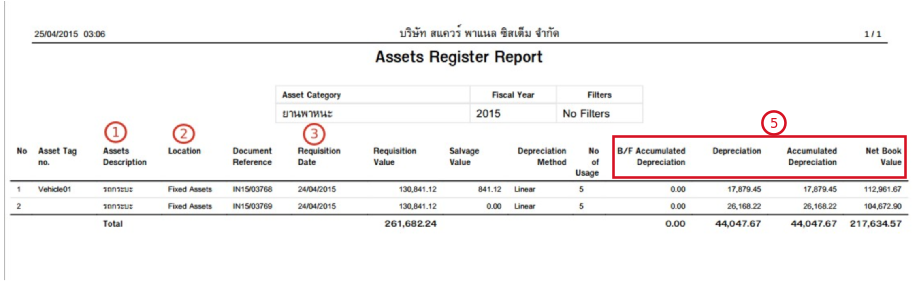 25/04/2015 03:06 บริษัท สแควร์ พาแนล ซิสเต็ม จำกัด 1 / 1
Assets Register Report
Asset Category Fiscal Year Filters
ยานพาหนะ 2015 No Filters
1 2 3 5
No Asset Tag no. Assets Description Location Document Reference Requisition Date Requisition Value Salvage Value Depreciation Method No of Usage B/F Accumulated Depreciation Depreciation Accumulated Depreciation Net Book Value
1 Vehicle01 รถกระบะ Fixed Assets IN15/03768 24/04/2015 130,841.12 841.12 Linear 5 0.00 17,879.45 17,879.45 112,961.67
2 รถกระบะ Fixed Assets IN15/03769 24/04/2015 130,841.12 0.00 Linear 5 0.00 26,168.22 26,168.22 104,672.90
Total 261,682.24 0.00 44,047.67 44,047.67 217,634.57